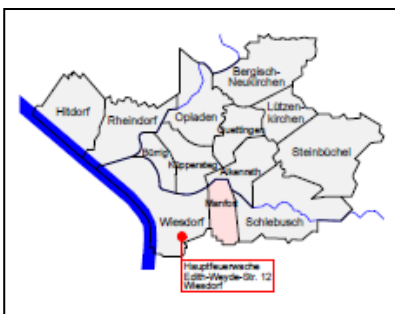 Bergisch-
Neukirchen
Hitdorf
Rheindorf
Opladen
Lützen-
kirchen
Quettingen
Bürrig
Küppersteg
Alkenrath
Steinbüchel
Manfort
Wiesdorf
Schlebusch
Hauptfeuerwache
Edith-Weyde-Str. 12
Wiesdorf